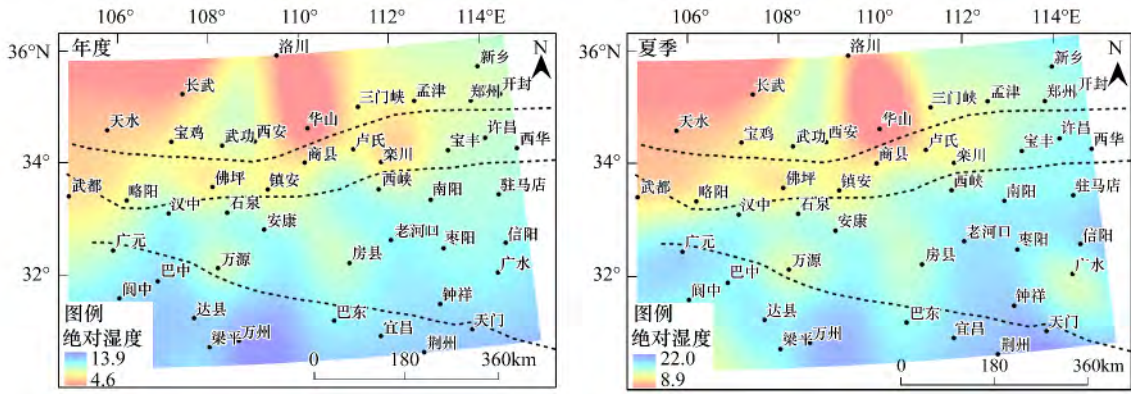 106° 108° 110° 112° 114°E
36°N
34°
32°
年度
洛川
N
新乡
长武
开封
孟津
郑州
三门峡
天水
华山
宝鸡
武功
西安
卢氏
宝丰
许昌
西华
商县
栾川
武都
略阳
佛坪
镇安
西峡
南阳
驻马店
汉中
石泉
安康
老河口
枣阳
信阳
广元
万源
房县
广水
巴中
阆中
钟祥
达县
巴东
天门
梁平
万州
宜昌
荆州
图例
绝对湿度
13.9
4.6
0 180 360km
106° 108° 110° 112° 114°E
36°N
34°
32°
夏季
洛川
N
新乡
长武
开封
孟津
郑州
三门峡
天水
华山
宝鸡
武功
西安
卢氏
宝丰
许昌
西华
商县
栾川
武都
略阳
佛坪
镇安
西峡
南阳
驻马店
汉中
石泉
安康
老河口
枣阳
信阳
广元
万源
房县
广水
巴中
阆中
钟祥
达县
巴东
天门
梁平
万州
宜昌
荆州
图例
绝对湿度
22.0
8.9
0 180 360km